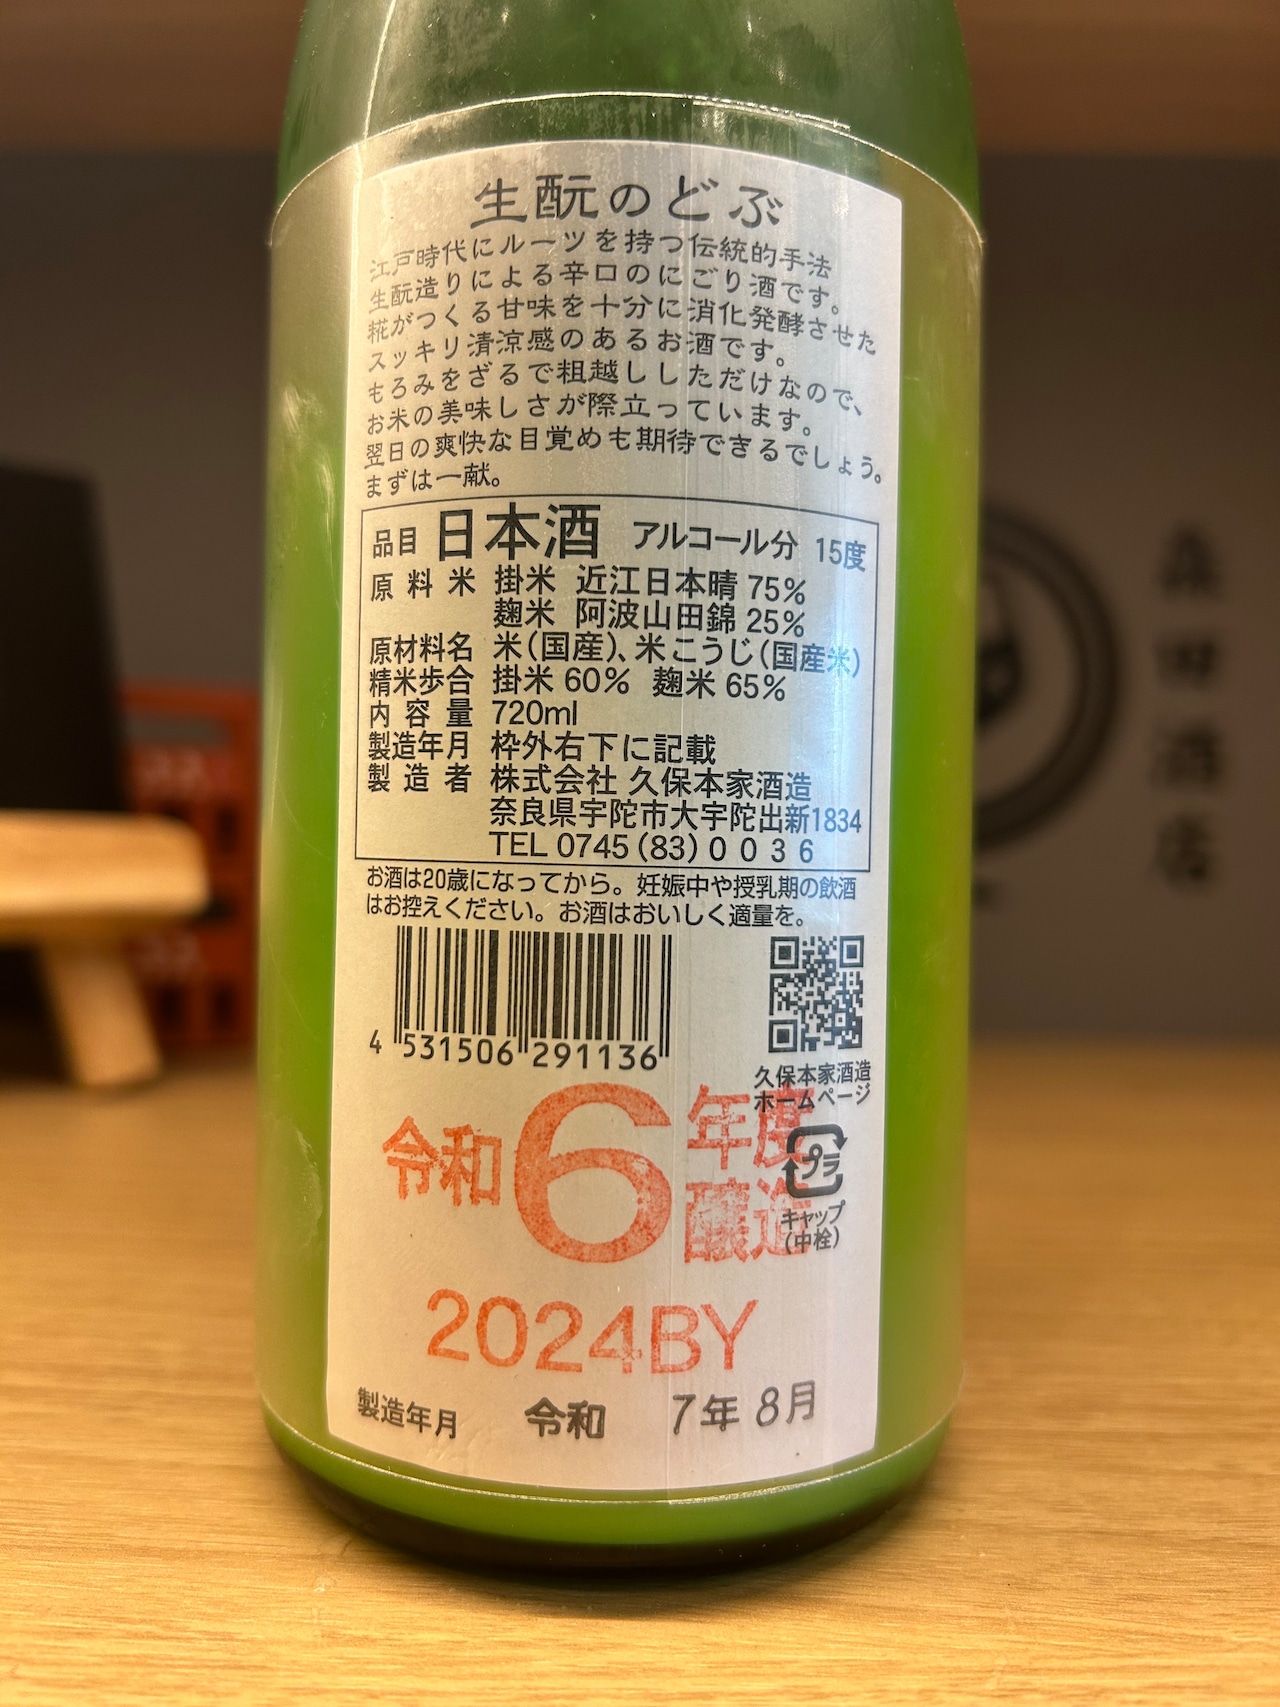 生酛のどぶ
江戸時代にルーツを持つ伝統的手法
生酛造りによる辛口のにごり酒です。
糀がつくる甘味を十分に消化発酵させた
スッキリ清涼感のあるお酒です。
もろみをざるで粗越ししただけなので、
お米の美味しさが際立っています。
翌日の爽快な目覚めも期待できるでしょう。
まずは一献。
品目 日本酒 アルコール分 15度
原料米 掛米 近江日本晴 75%
麹米 阿波山田錦 25%
原材料名 米(国産)、米こうじ(国産米)
精米歩合 掛米 60% 麹米 65%
内容量 720ml
製造年月 枠外右下に記載
製造者 株式会社 久保本家酒造
奈良県宇陀市大宇陀出新1834
TEL 0745(83)0036
お酒は20歳になってから。妊娠中や授乳期の飲酒
はお控えください。お酒はおいしく適量を。
4 531506 291136
久保本家酒造
ホームページ
令和6年度
醸造
プラ
キャップ
(中栓)
2024BY
製造年月 令和 7年 8月
森田酒店